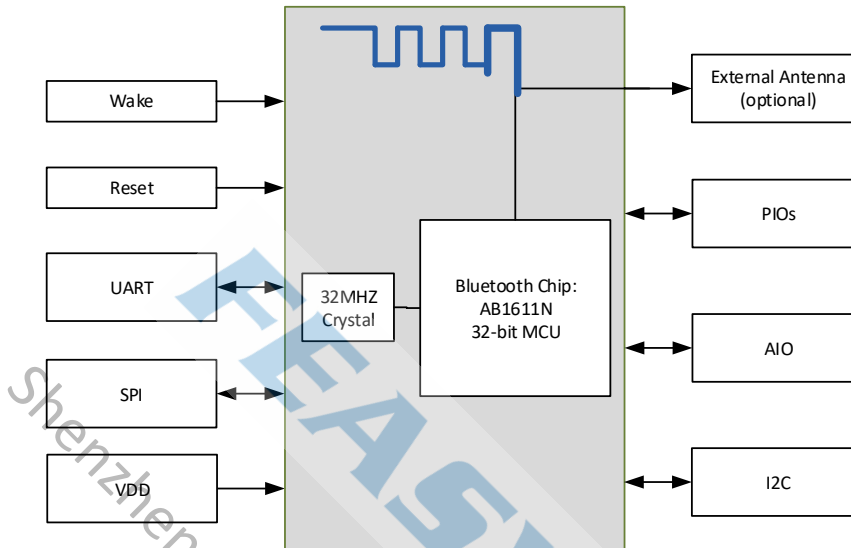 Wake
Reset
UART
SPI
VDD
32MHZ
Crystal
Bluetooth Chip:
AB1611N
32-bit MCU
External Antenna
(optional)
PIOs
AIO
I2C
Shenzhen
FEASY